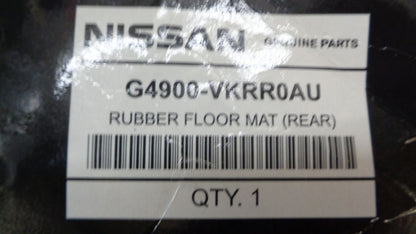 NISSAN GENUINE PARTS
G4900-VKRR0AU
RUBBER FLOOR MAT (REAR)
QTY. 1